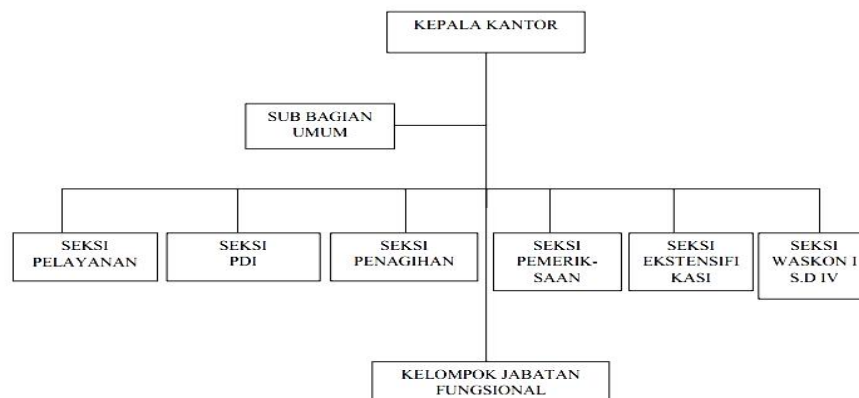 KEPALA KANTOR
SUB BAGIAN
UMUM
SEKSI
PELAYANAN
SEKSI
PDI
SEKSI
PENAGIHAN
SEKSI
PEMERIK-
SAAN
SEKSI
EKSTENSIFI
KASI
SEKSI
WASKON I
S.D IV
KELOMPOK JABATAN
FUNGSIONAL